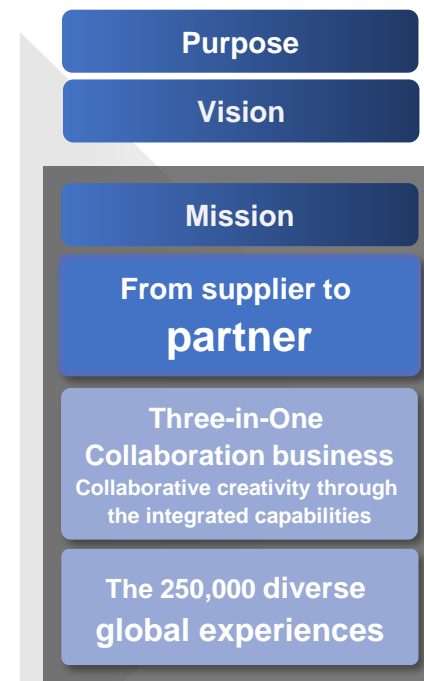 Purpose
Vision
Mission
From supplier to
partner
Three-in-One
Collaboration business
Collaborative creativity through
the integrated capabilities
The 250,000 diverse
global experiences